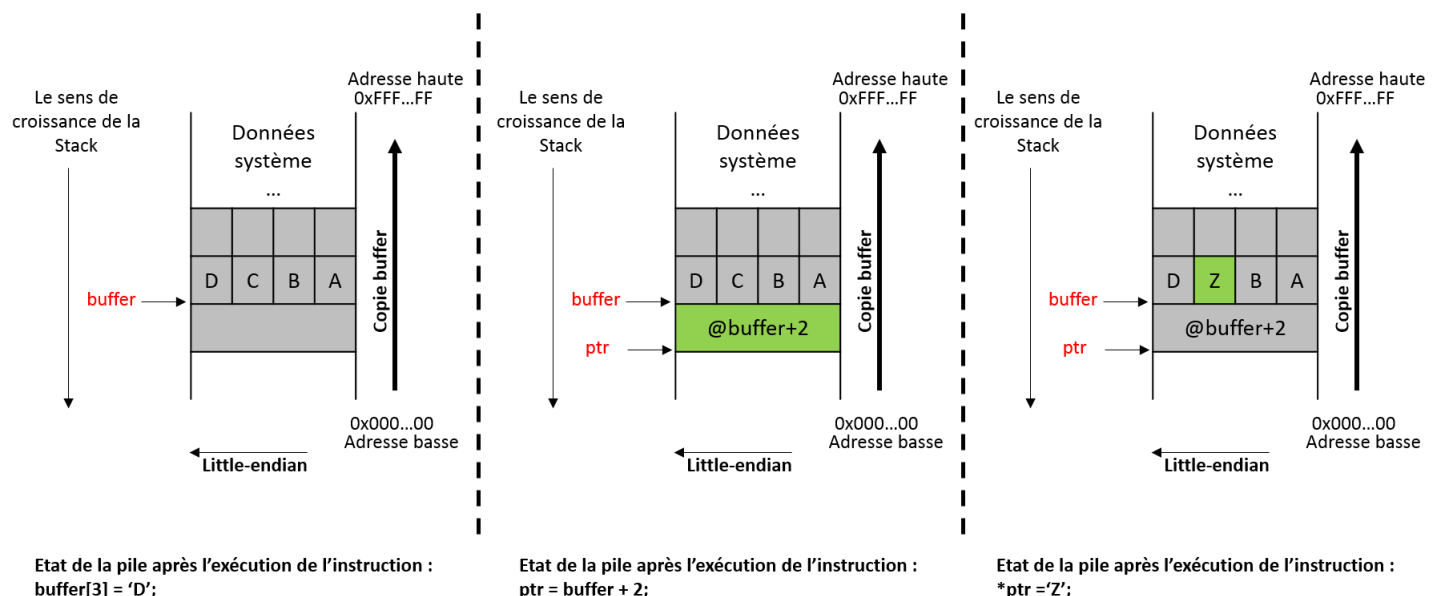 Le sens de
croissance de la
Stack
Adresse haute
0xFFF...FF
Données
système
...
D C B A
buffer
Copie buffer
0x000...00
Adresse basse
Little-endian
Etat de la pile après l'exécution de l'instruction :
buffer[3] = ‘D’;
Le sens de
croissance de la
Stack
Adresse haute
0xFFF...FF
Données
système
...
D C B A
buffer
@buffer+2
ptr
Copie buffer
0x000...00
Adresse basse
Little-endian
Etat de la pile après l’exécution de l’instruction :
ptr = buffer + 2;
Le sens de
croissance de la
Stack
Adresse haute
0xFFF...FF
Données
système
...
D Z B A
buffer
@buffer+2
ptr
Copie buffer
0x000...00
Adresse basse
Little-endian
Etat de la pile après l’exécution de l’instruction :
*ptr =‘Z’;